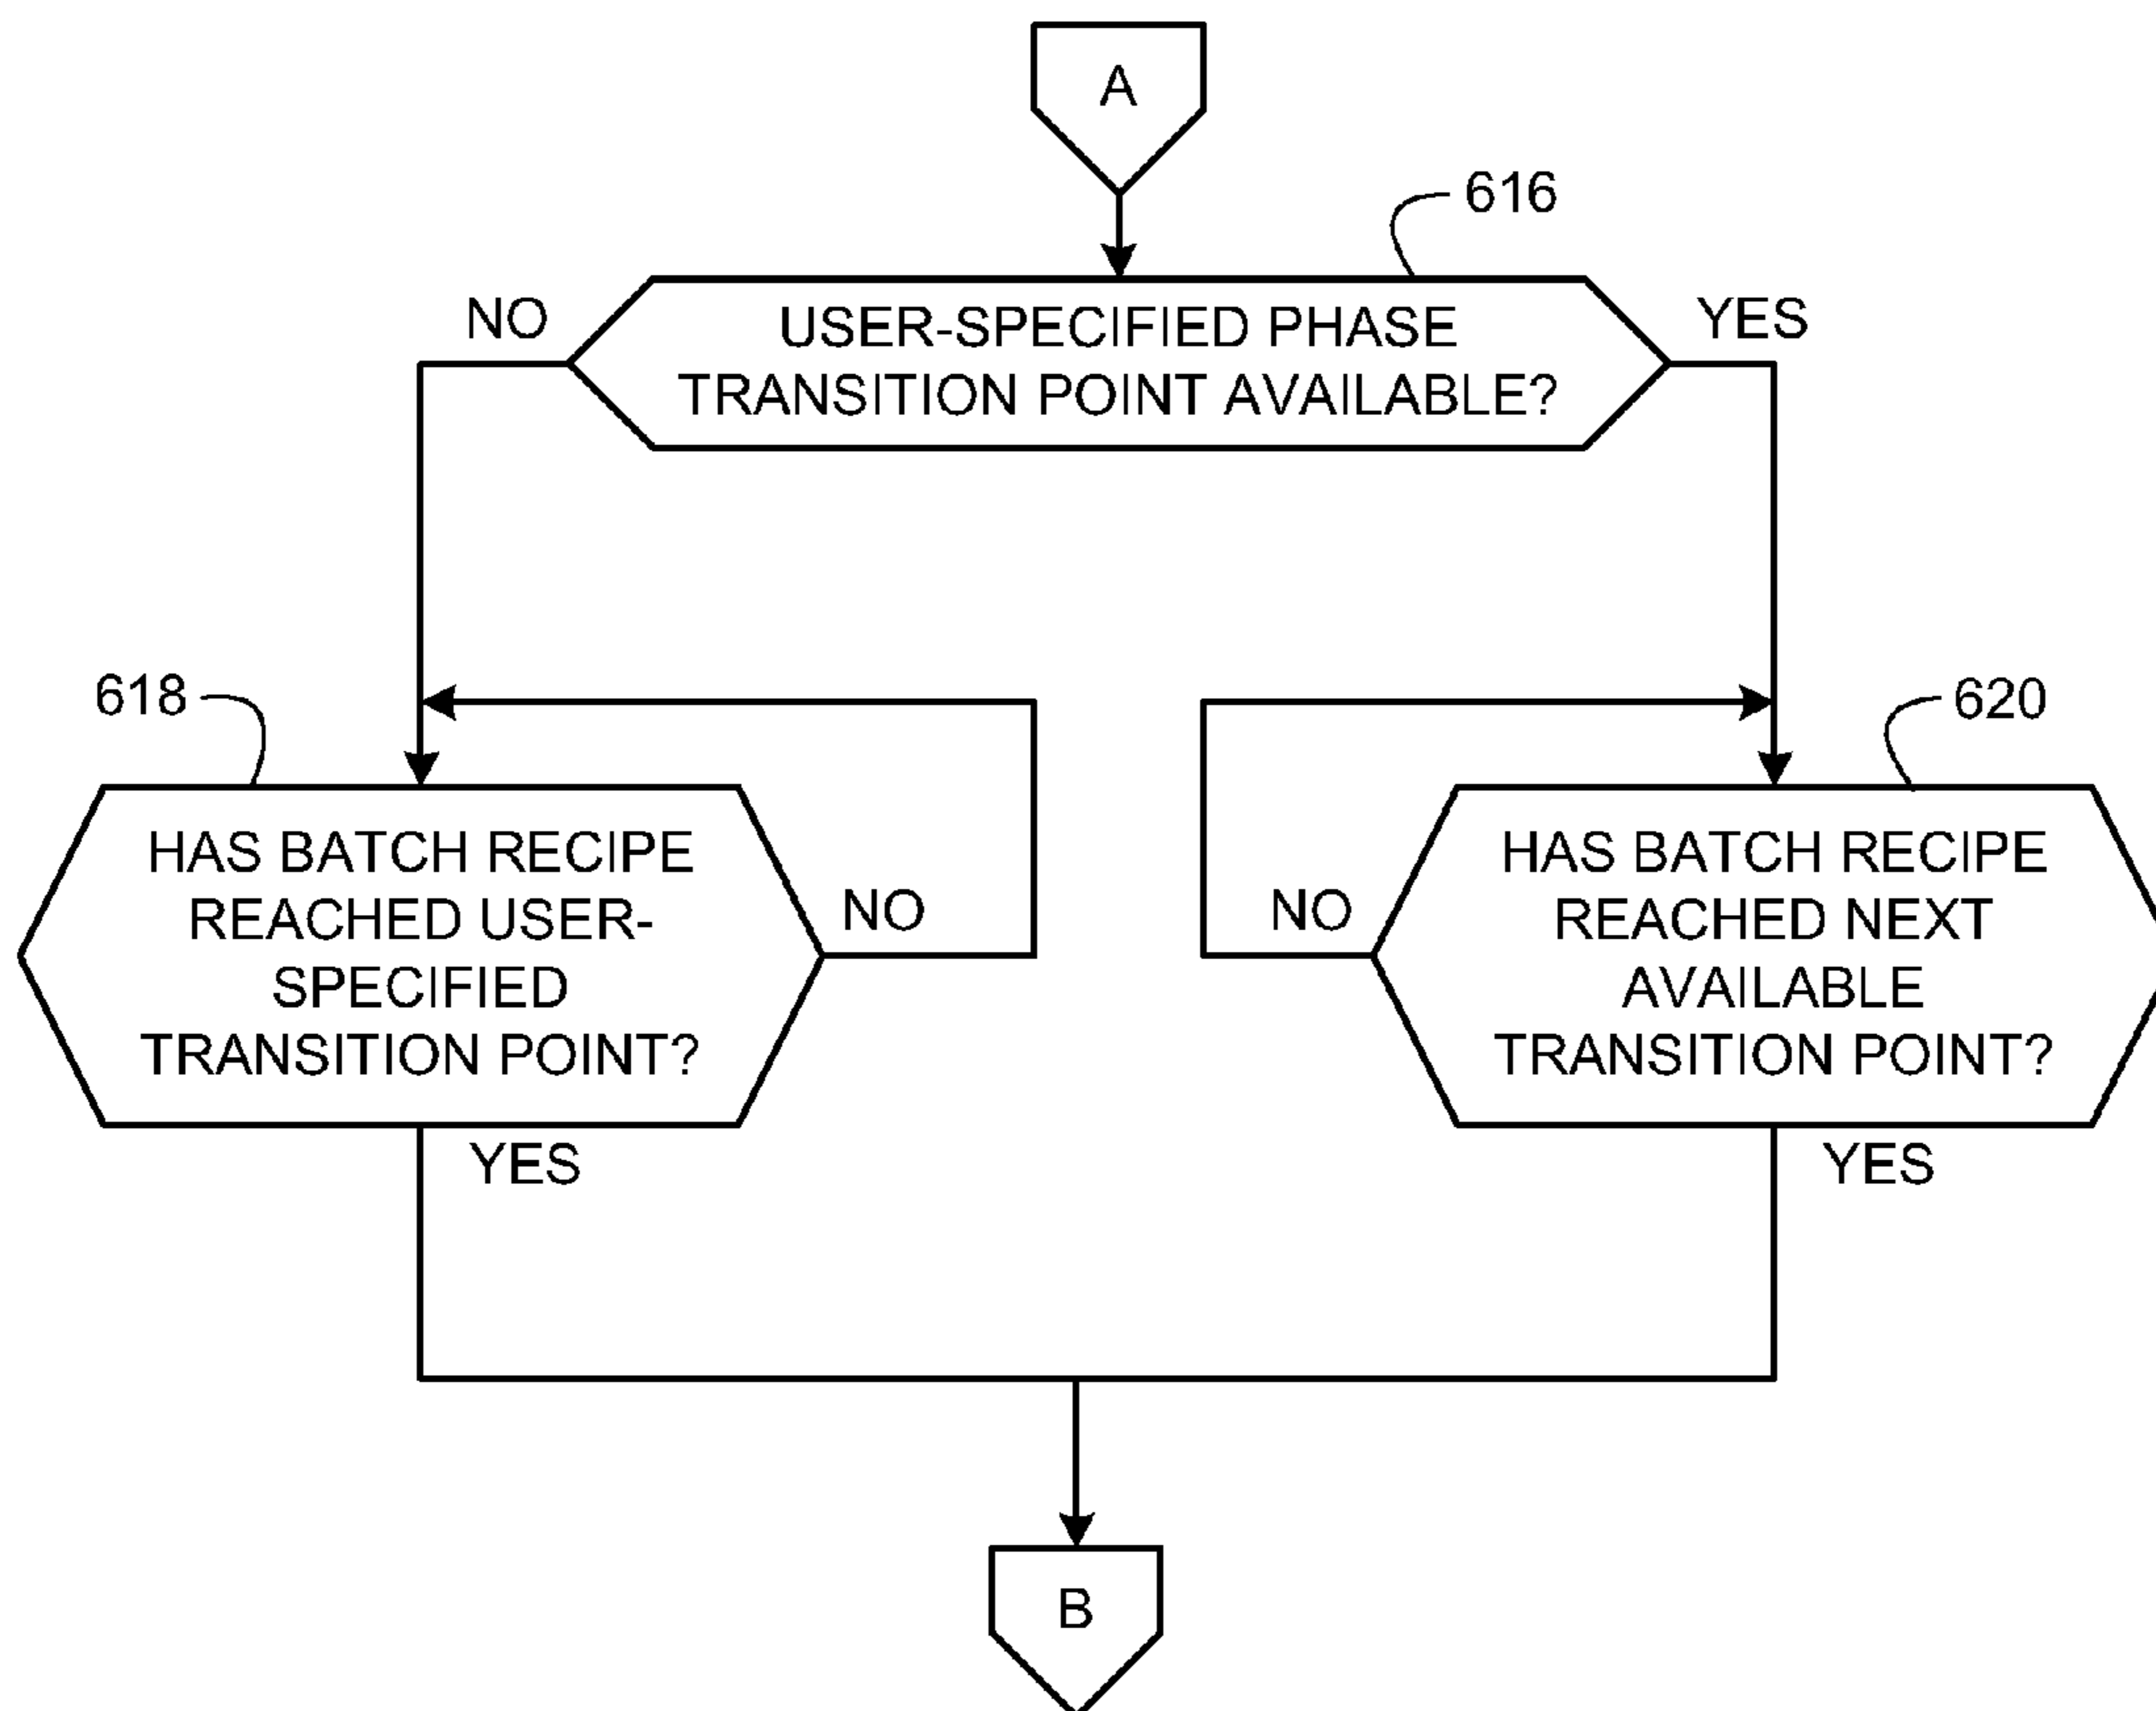 A
616
NO
YES
USER-SPECIFIED PHASE
TRANSITION POINT AVAILABLE?
618
620
HAS BATCH RECIPE
REACHED USER-
SPECIFIED
TRANSITION POINT?
NO
NO
HAS BATCH RECIPE
REACHED NEXT
AVAILABLE
TRANSITION POINT?
YES
YES
B